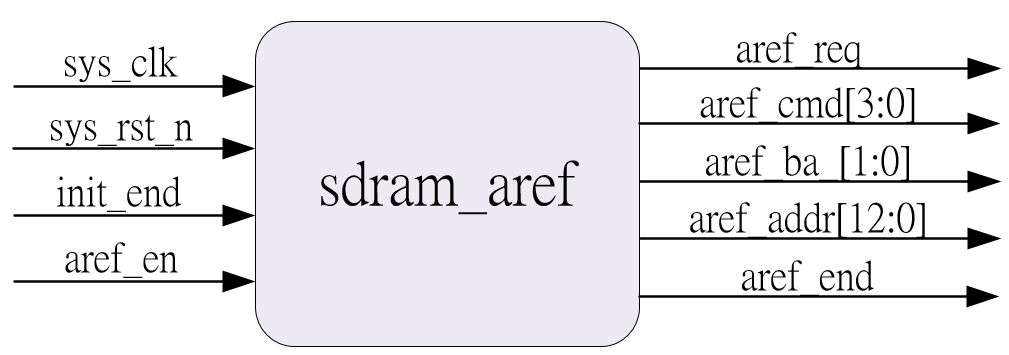 sys_clk
sys_rst_n
init_end
aref_en
sdram_aref
aref_req
aref_cmd[3:0]
aref_ba_[1:0]
aref_addr[12:0]
aref_end